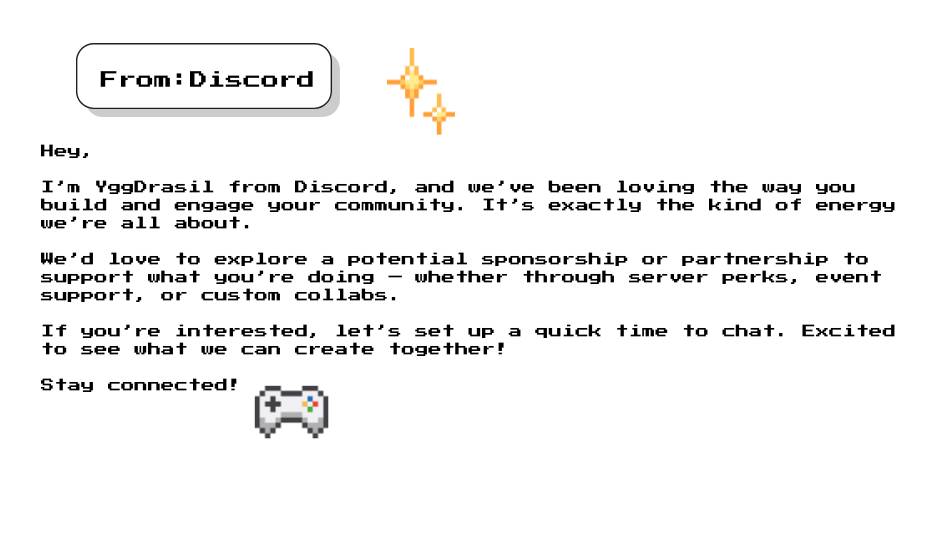 From:Discord
Hey,
I'm YggDrasil from Discord, and we've been loving the way you
build and engage your community. It's exactly the kind of energy
we're all about.
We'd love to explore a potential sponsorship or partnership to
support what you're doing — whether through server perks, event
support, or custom collabs.
If you're interested, let's set up a quick time to chat. Excited
to see what we can create together!
Stay connected!